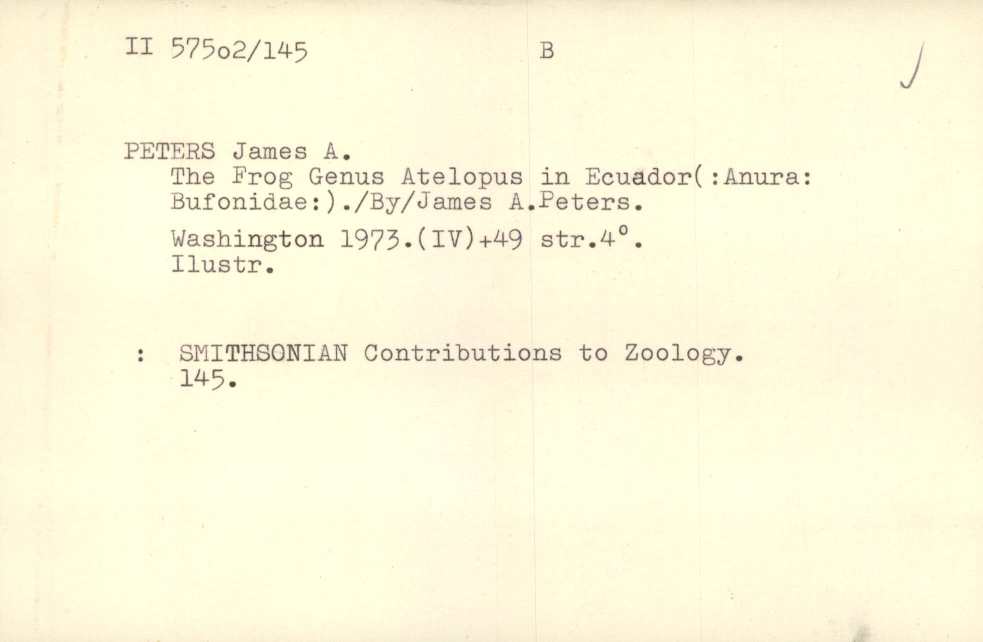 II 575o2/145 B
PETERS James A.
The Frog Genus Atelopus in Ecuador(:Anura:
Bufonidae:)./By/James A.Peters.
Washington 1973.(IV)+49 str.4°.
Ilustr.
: SMITHSONIAN Contributions to Zoology.
145.